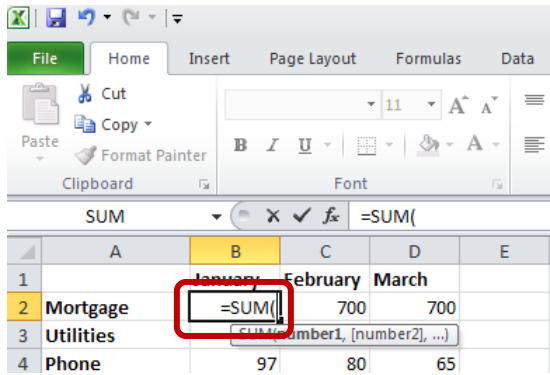 File Home Insert Page Layout Formulas Data
Cut
Copy
Paste
Format Painter
11 A A
B I U A
Clipboard Font
SUM fx =SUM(
A B C D E
1 January February March
2 Mortgage =SUM( 700 700
3 Utilities SUM(number1, [number2], ...)
4 Phone 97 80 65